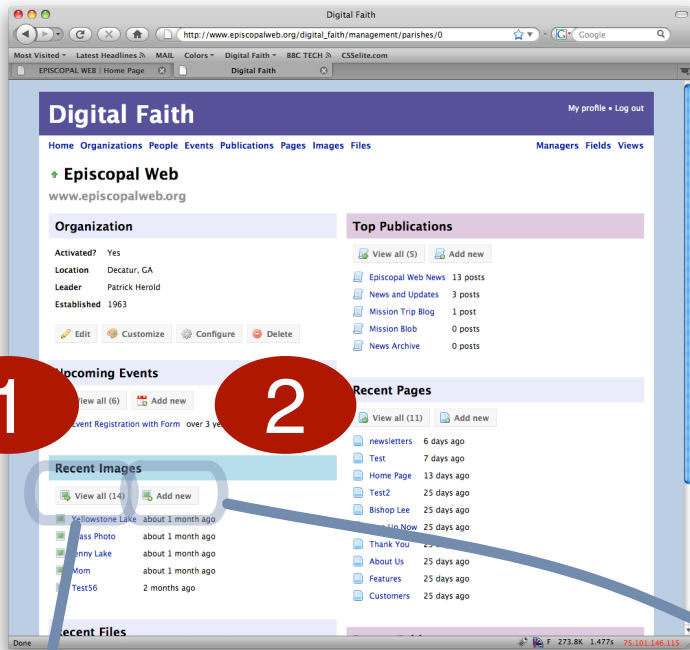 Digital Faith
http://www.episcopalweb.org/digital_faith/management/parishes/0
Google
Most Visited Latest Headlines MAIL Colors Digital Faith BBC TECH CSSelite.com
EPISCOPAL WEB | Home Page Digital Faith
Digital Faith
My profile • Log out
Home Organizations People Events Publications Pages Images Files
Managers Fields Views
Episcopal Web
www.episcopalweb.org
Organization
Activated? Yes
Location Decatur, GA
Leader Patrick Herold
Established 1963
Edit Customize Configure Delete
Upcoming Events
View all (6) Add new
Event Registration with Form over 3
Recent Images
View all (14) Add new
Yellowstone Lake about 1 month ago
about 1 month ago
about 1 month ago
Mom about 1 month ago
Test56 2 months ago
Recent Files
Top Publications
View all (5) Add new
Episcopal Web News 13 posts
News and Updates 3 posts
Mission Trip Blog 1 post
Mission Blob 0 posts
News Archive 0 posts
Recent Pages
View all (11) Add new
newsletters 6 days ago
Test 7 days ago
Home Page 13 days ago
Test2 25 days ago
Bishop Lee 25 days ago
Up Now 25 days ago
Thank You
About Us 25 days ago
Features 25 days ago
Customers 25 days ago
1
2
Done
F 273.8K 1.477s 75.101.146.115